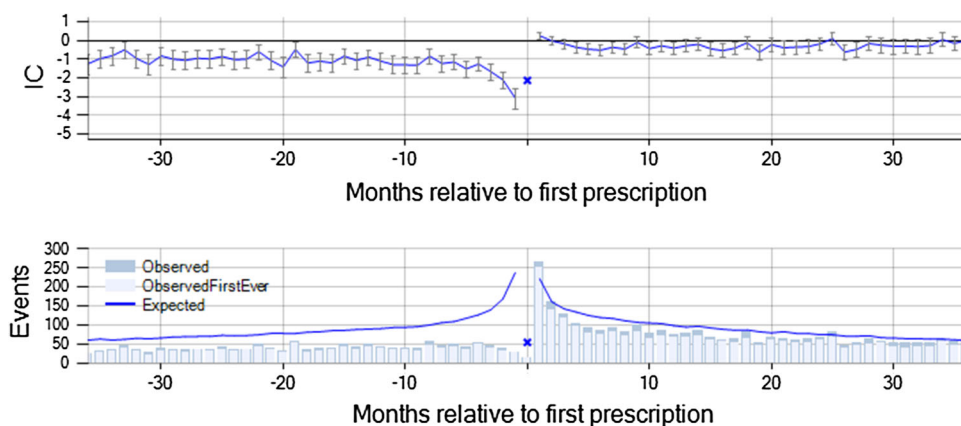 1
0
-1
-2
-3
-4
-5
IC
-30 -20 -10 10 20 30
Months relative to first prescription
300
250
200
150
100
50
0
Events
Observed
ObservedFirstEver
Expected
-30 -20 -10 10 20 30
Months relative to first prescription